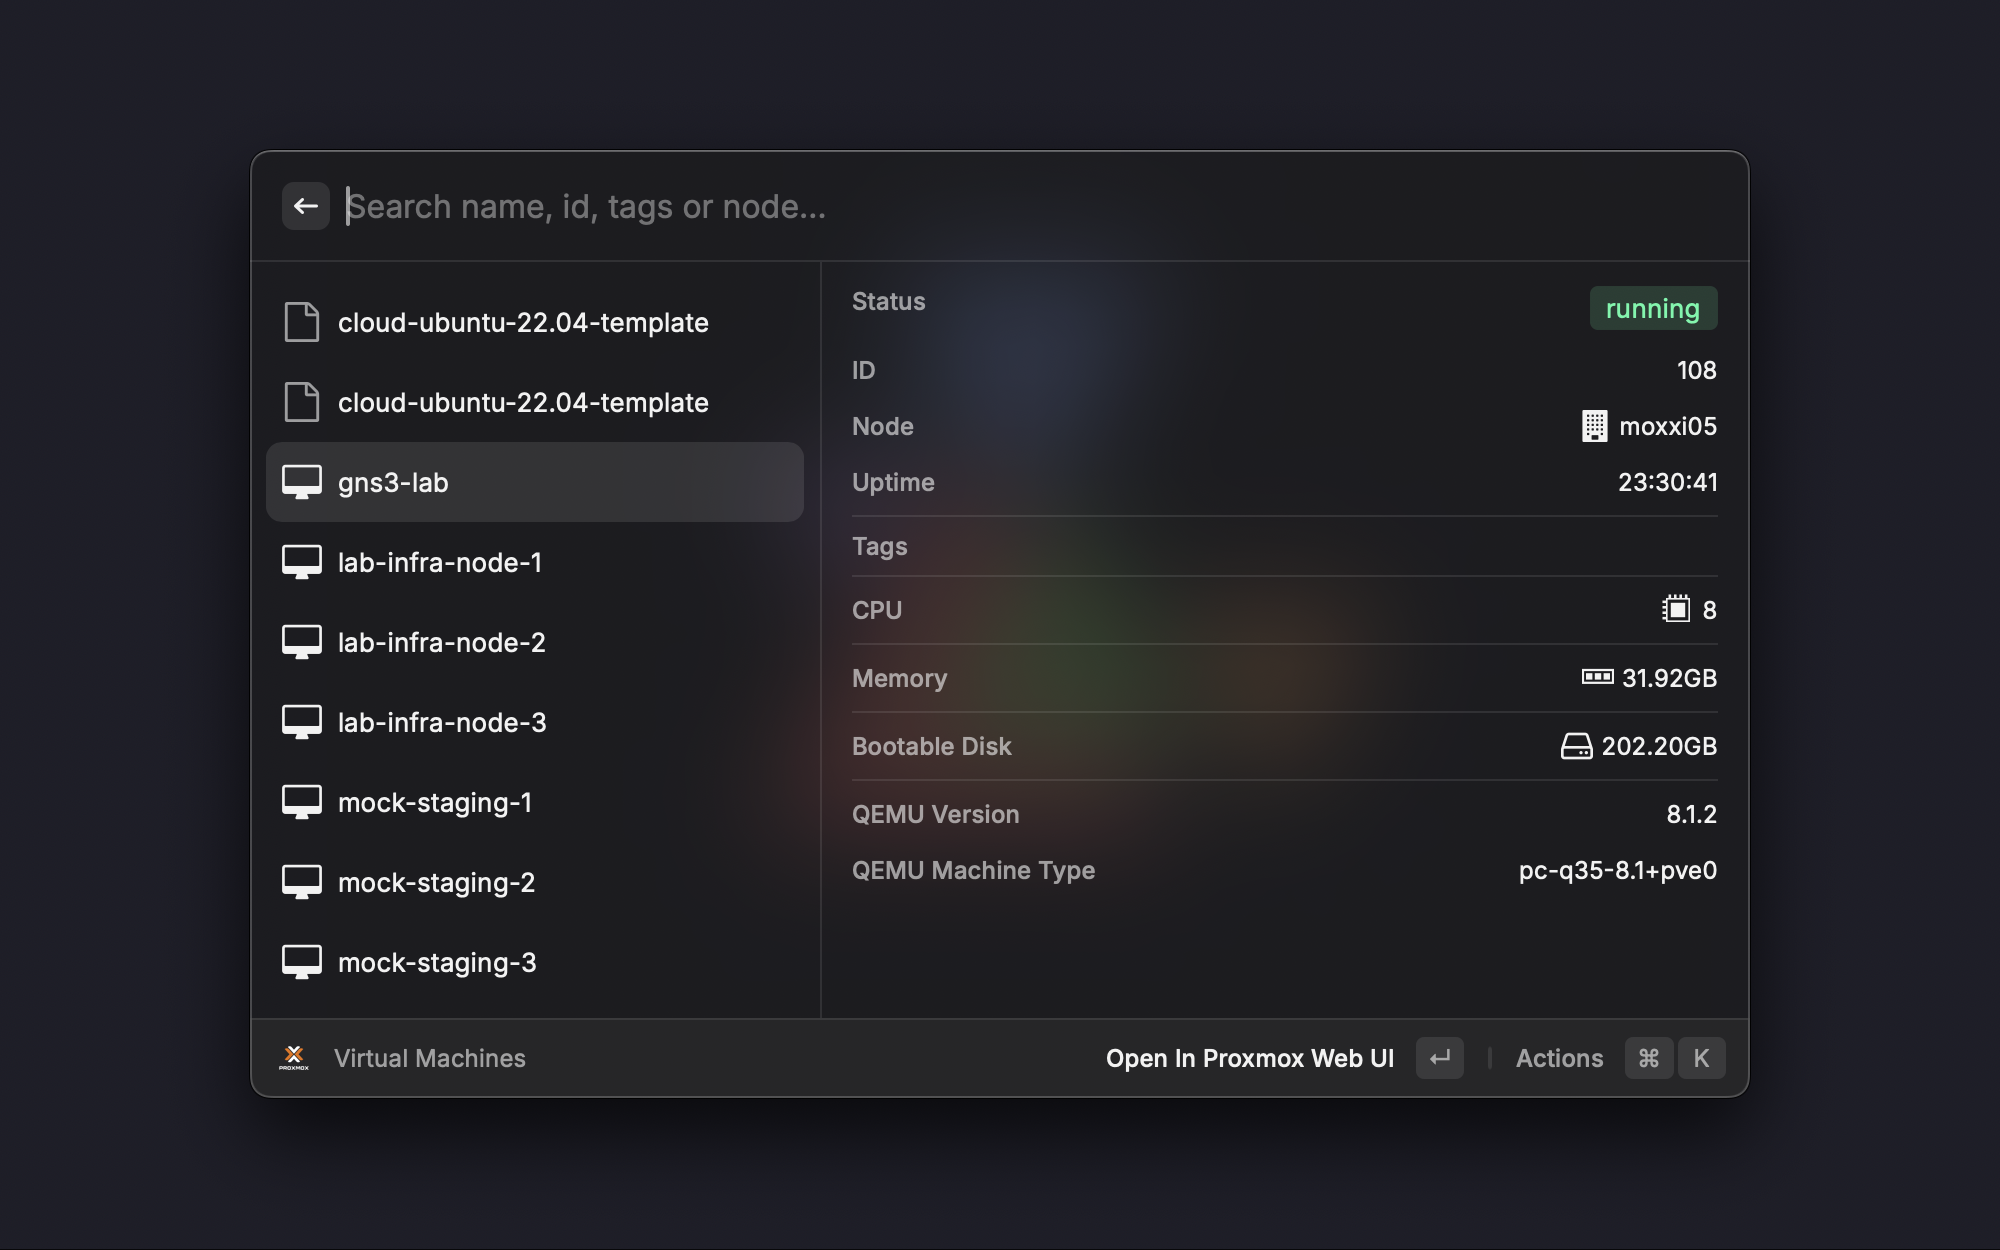 Search name, id, tags or node...
cloud-ubuntu-22.04-template
cloud-ubuntu-22.04-template
gns3-lab
lab-infra-node-1
lab-infra-node-2
lab-infra-node-3
mock-staging-1
mock-staging-2
mock-staging-3
Status running
ID 108
Node moxxi05
Uptime 23:30:41
Tags
CPU 8
Memory 31.92GB
Bootable Disk 202.20GB
QEMU Version 8.1.2
QEMU Machine Type pc-q35-8.1+pve0
PROXMOX Virtual Machines Open In Proxmox Web UI ↵ Actions ⌘ K